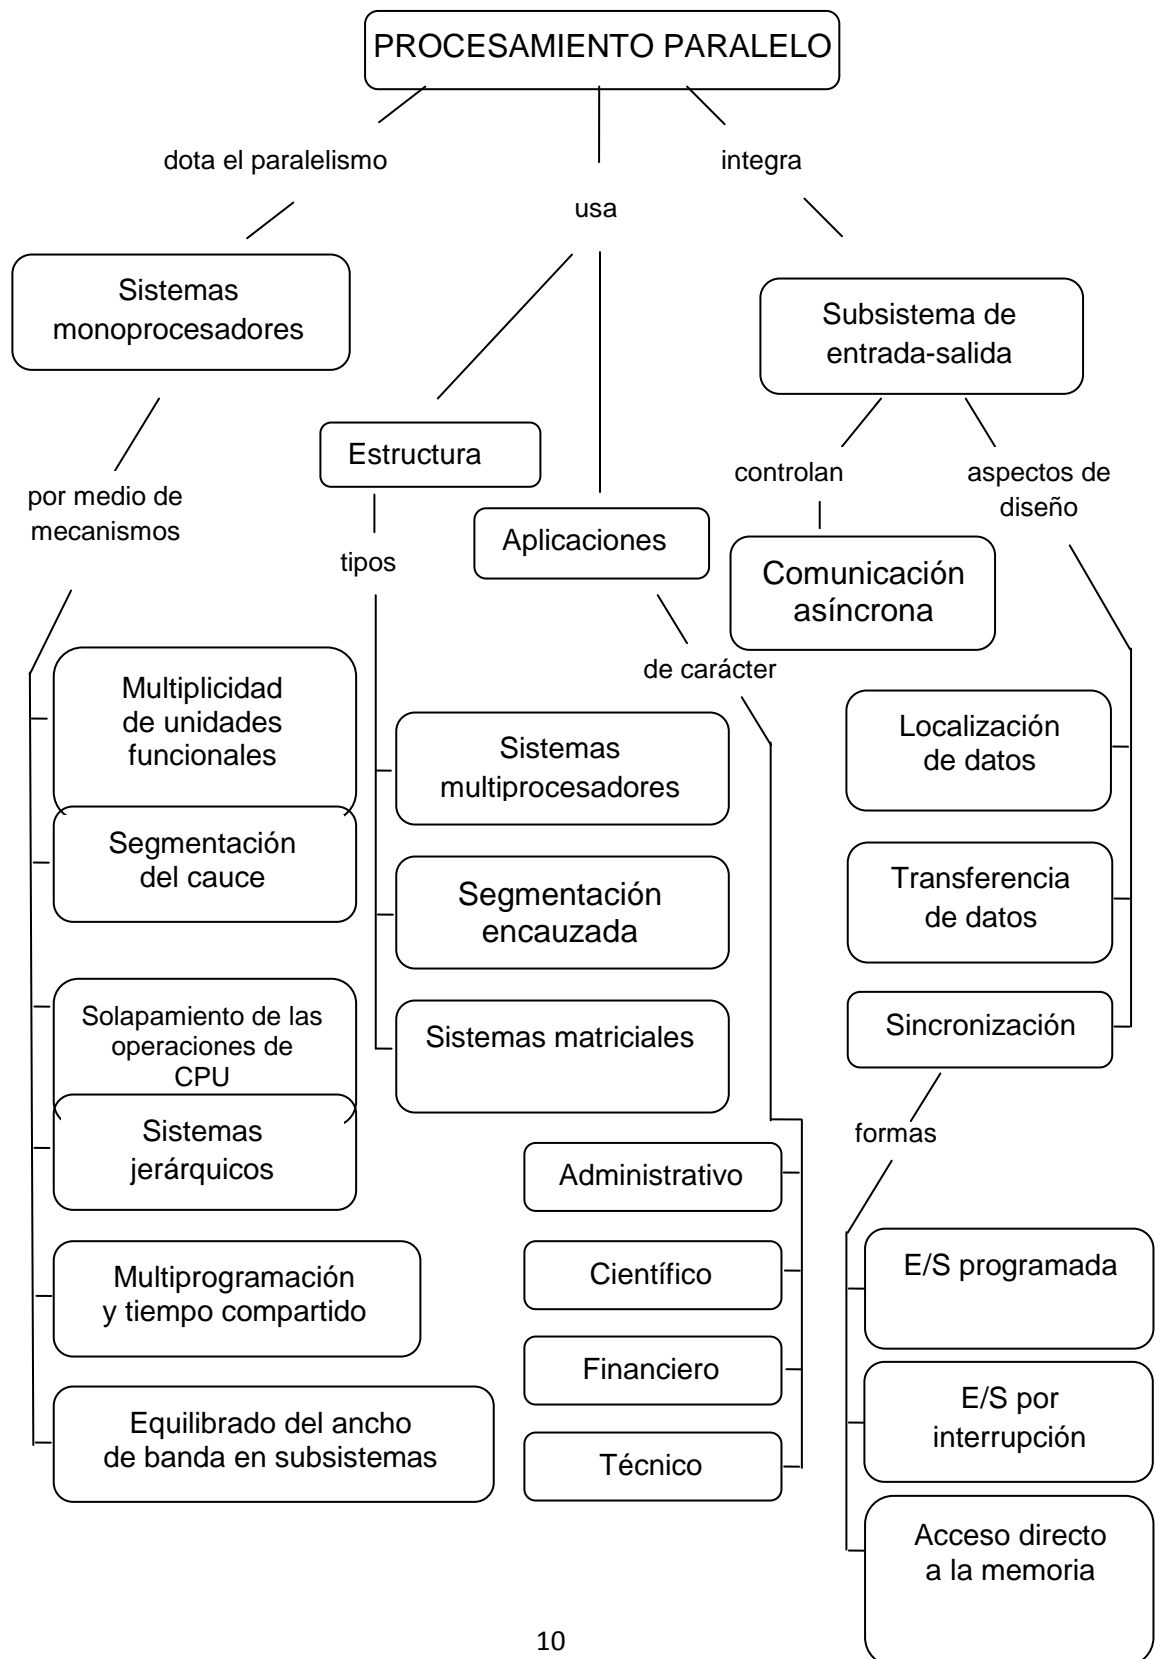 PROCESAMIENTO PARALELO
dota el paralelismo
integra
usa
Sistemas
monoprocesadores
Subsistema de
entrada-salida
Estructura
controlan
aspectos de
diseño
por medio de
mecanismos
Aplicaciones
tipos
Comunicación
asíncrona
de carácter
Multiplicidad
de unidades
funcionales
Segmentación
del cauce
Solapamiento de las
operaciones de
CPU
Sistemas
jerárquicos
Multiprogramación
y tiempo compartido
Equilibrado del ancho
de banda en subsistemas
Sistemas
multiprocesadores
Segmentación
encauzada
Sistemas matriciales
Administrativo
Científico
Financiero
Técnico
Localización
de datos
Transferencia
de datos
Sincronización
formas
E/S programada
E/S por
interrupción
Acceso directo
a la memoria
10